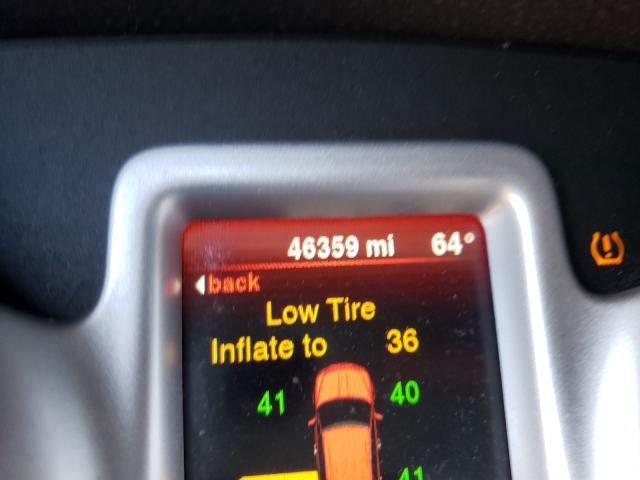 46359 mi 64°
back
Low Tire
Inflate to 36
41 40
41